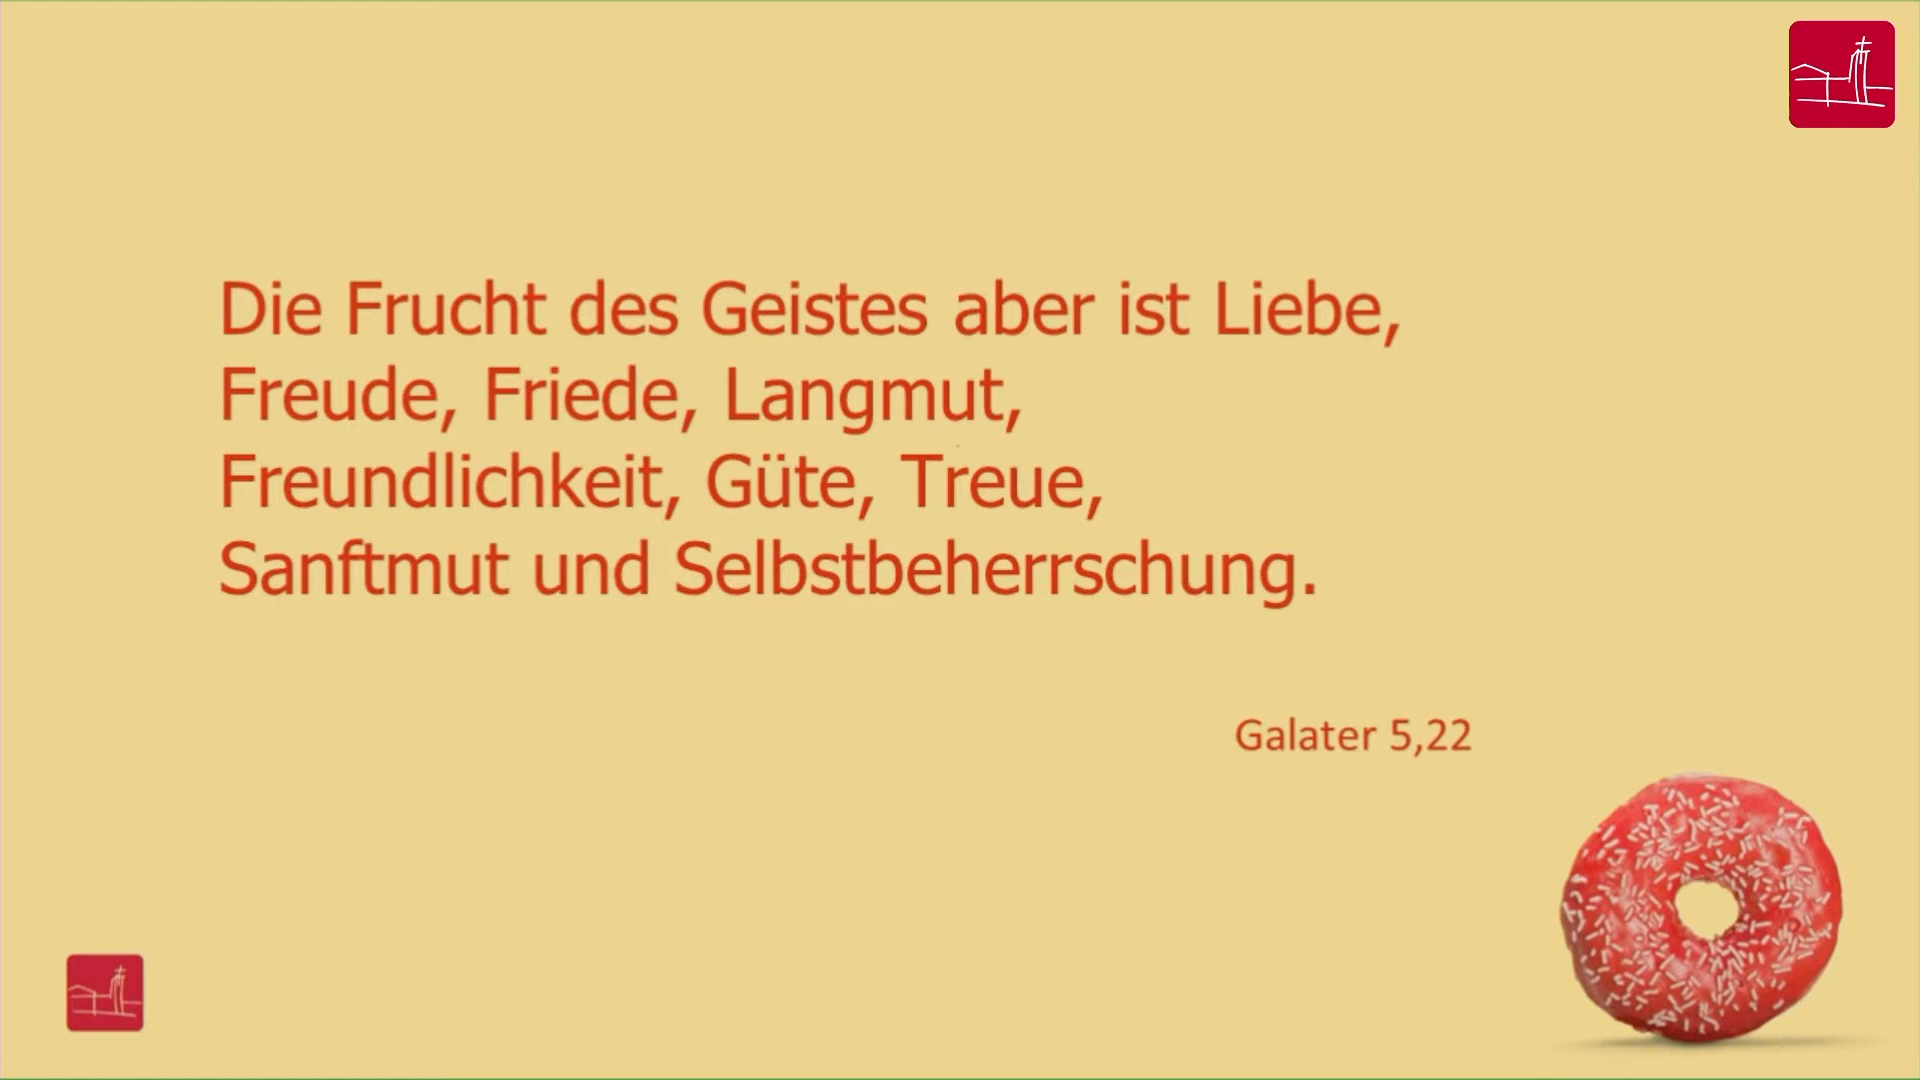 Die Frucht des Geistes aber ist Liebe,
Freude, Friede, Langmut,
Freundlichkeit, Güte, Treue,
Sanftmut und Selbstbeherrschung.
Galater 5,22